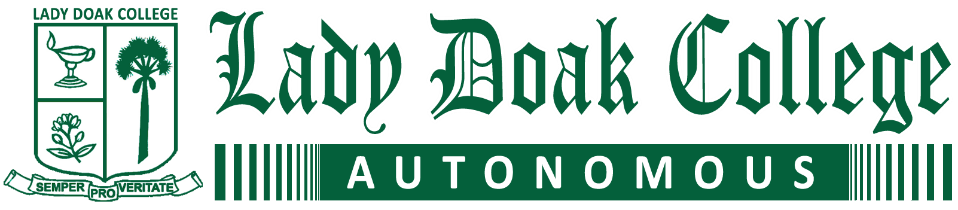 LADY DOAK COLLEGE
SEMPER PRO VERITATE
Lady Doak College
AUTONOMOUS